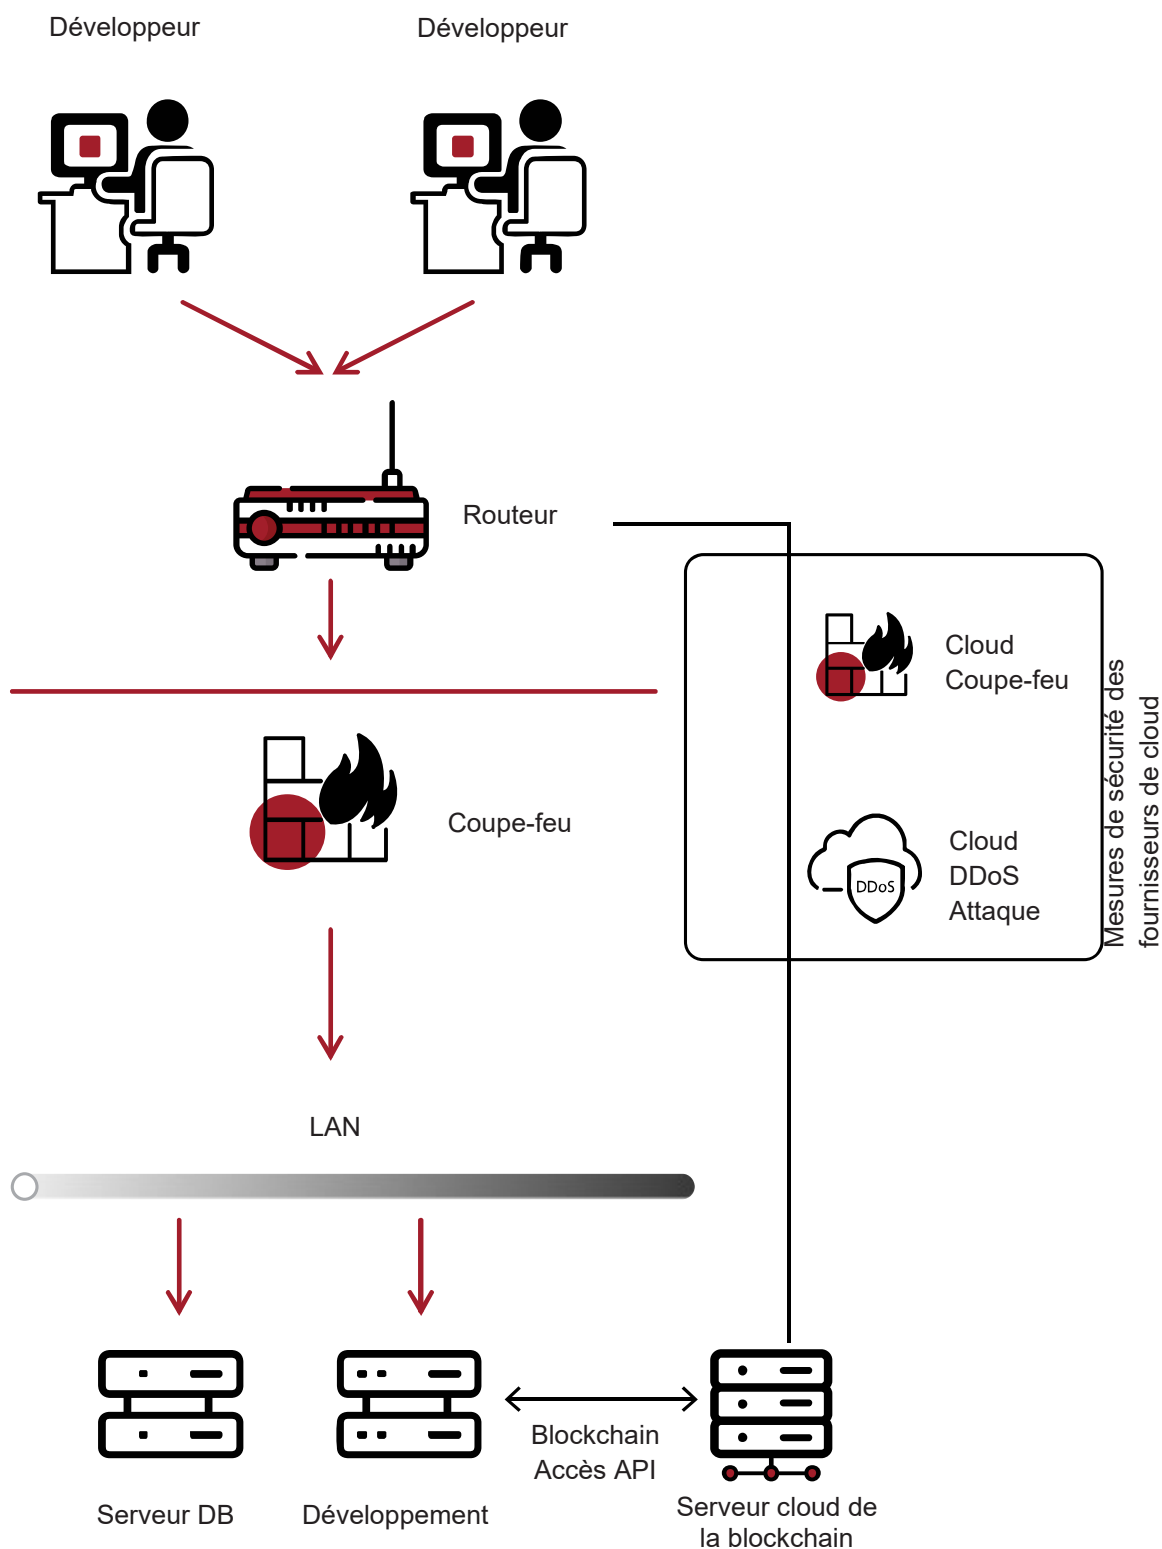 Développeur
Développeur
Routeur
Cloud
Coupe-feu
Mesures de sécurité des
fournisseurs de cloud
Coupe-feu
Cloud
DDoS
Attaque
DDoS
LAN
Blockchain
Accès API
Serveur DB
Développement
Serveur cloud de
la blockchain